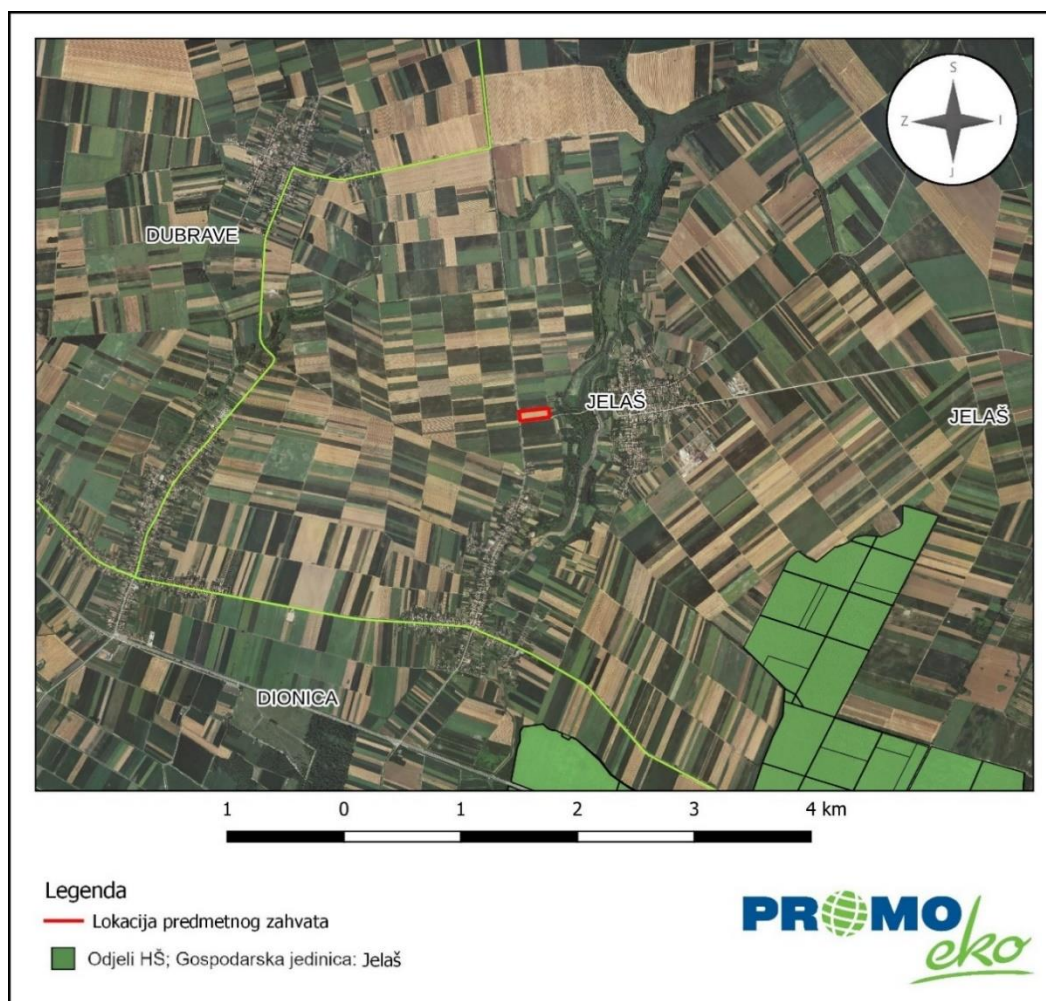 S
Z I
J
DUBRAVE
JELAŠ
JELAŠ
DIONICA
1 0 1 2 3 4 km
Legenda
Lokacija predmetnog zahvata
Odjeli HŠ; Gospodarska jedinica: Jelaš
PROMO
eko